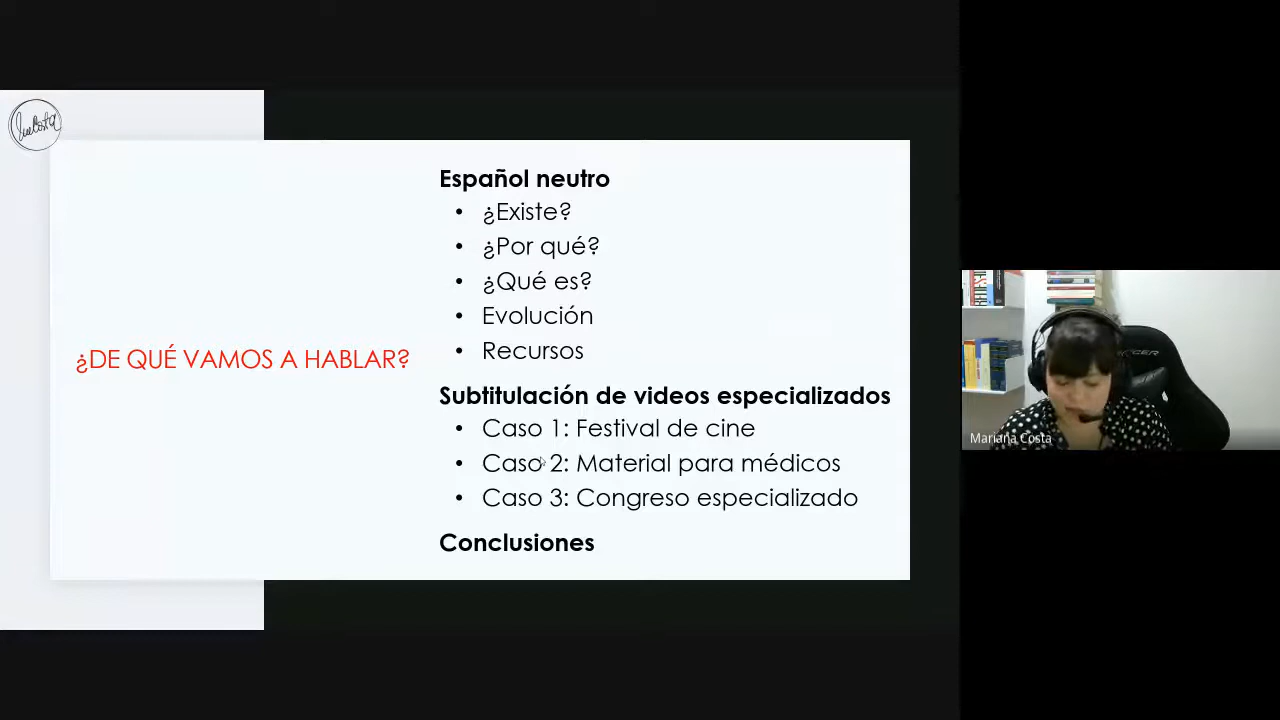 ¿DE QUÉ VAMOS A HABLAR?
Español neutro
• ¿Existe?
• ¿Por qué?
• ¿Qué es?
• Evolución
• Recursos
Subtitulación de videos especializados
• Caso 1: Festival de cine
• Caso 2: Material para médicos
• Caso 3: Congreso especializado
Conclusiones
Mariana Costa